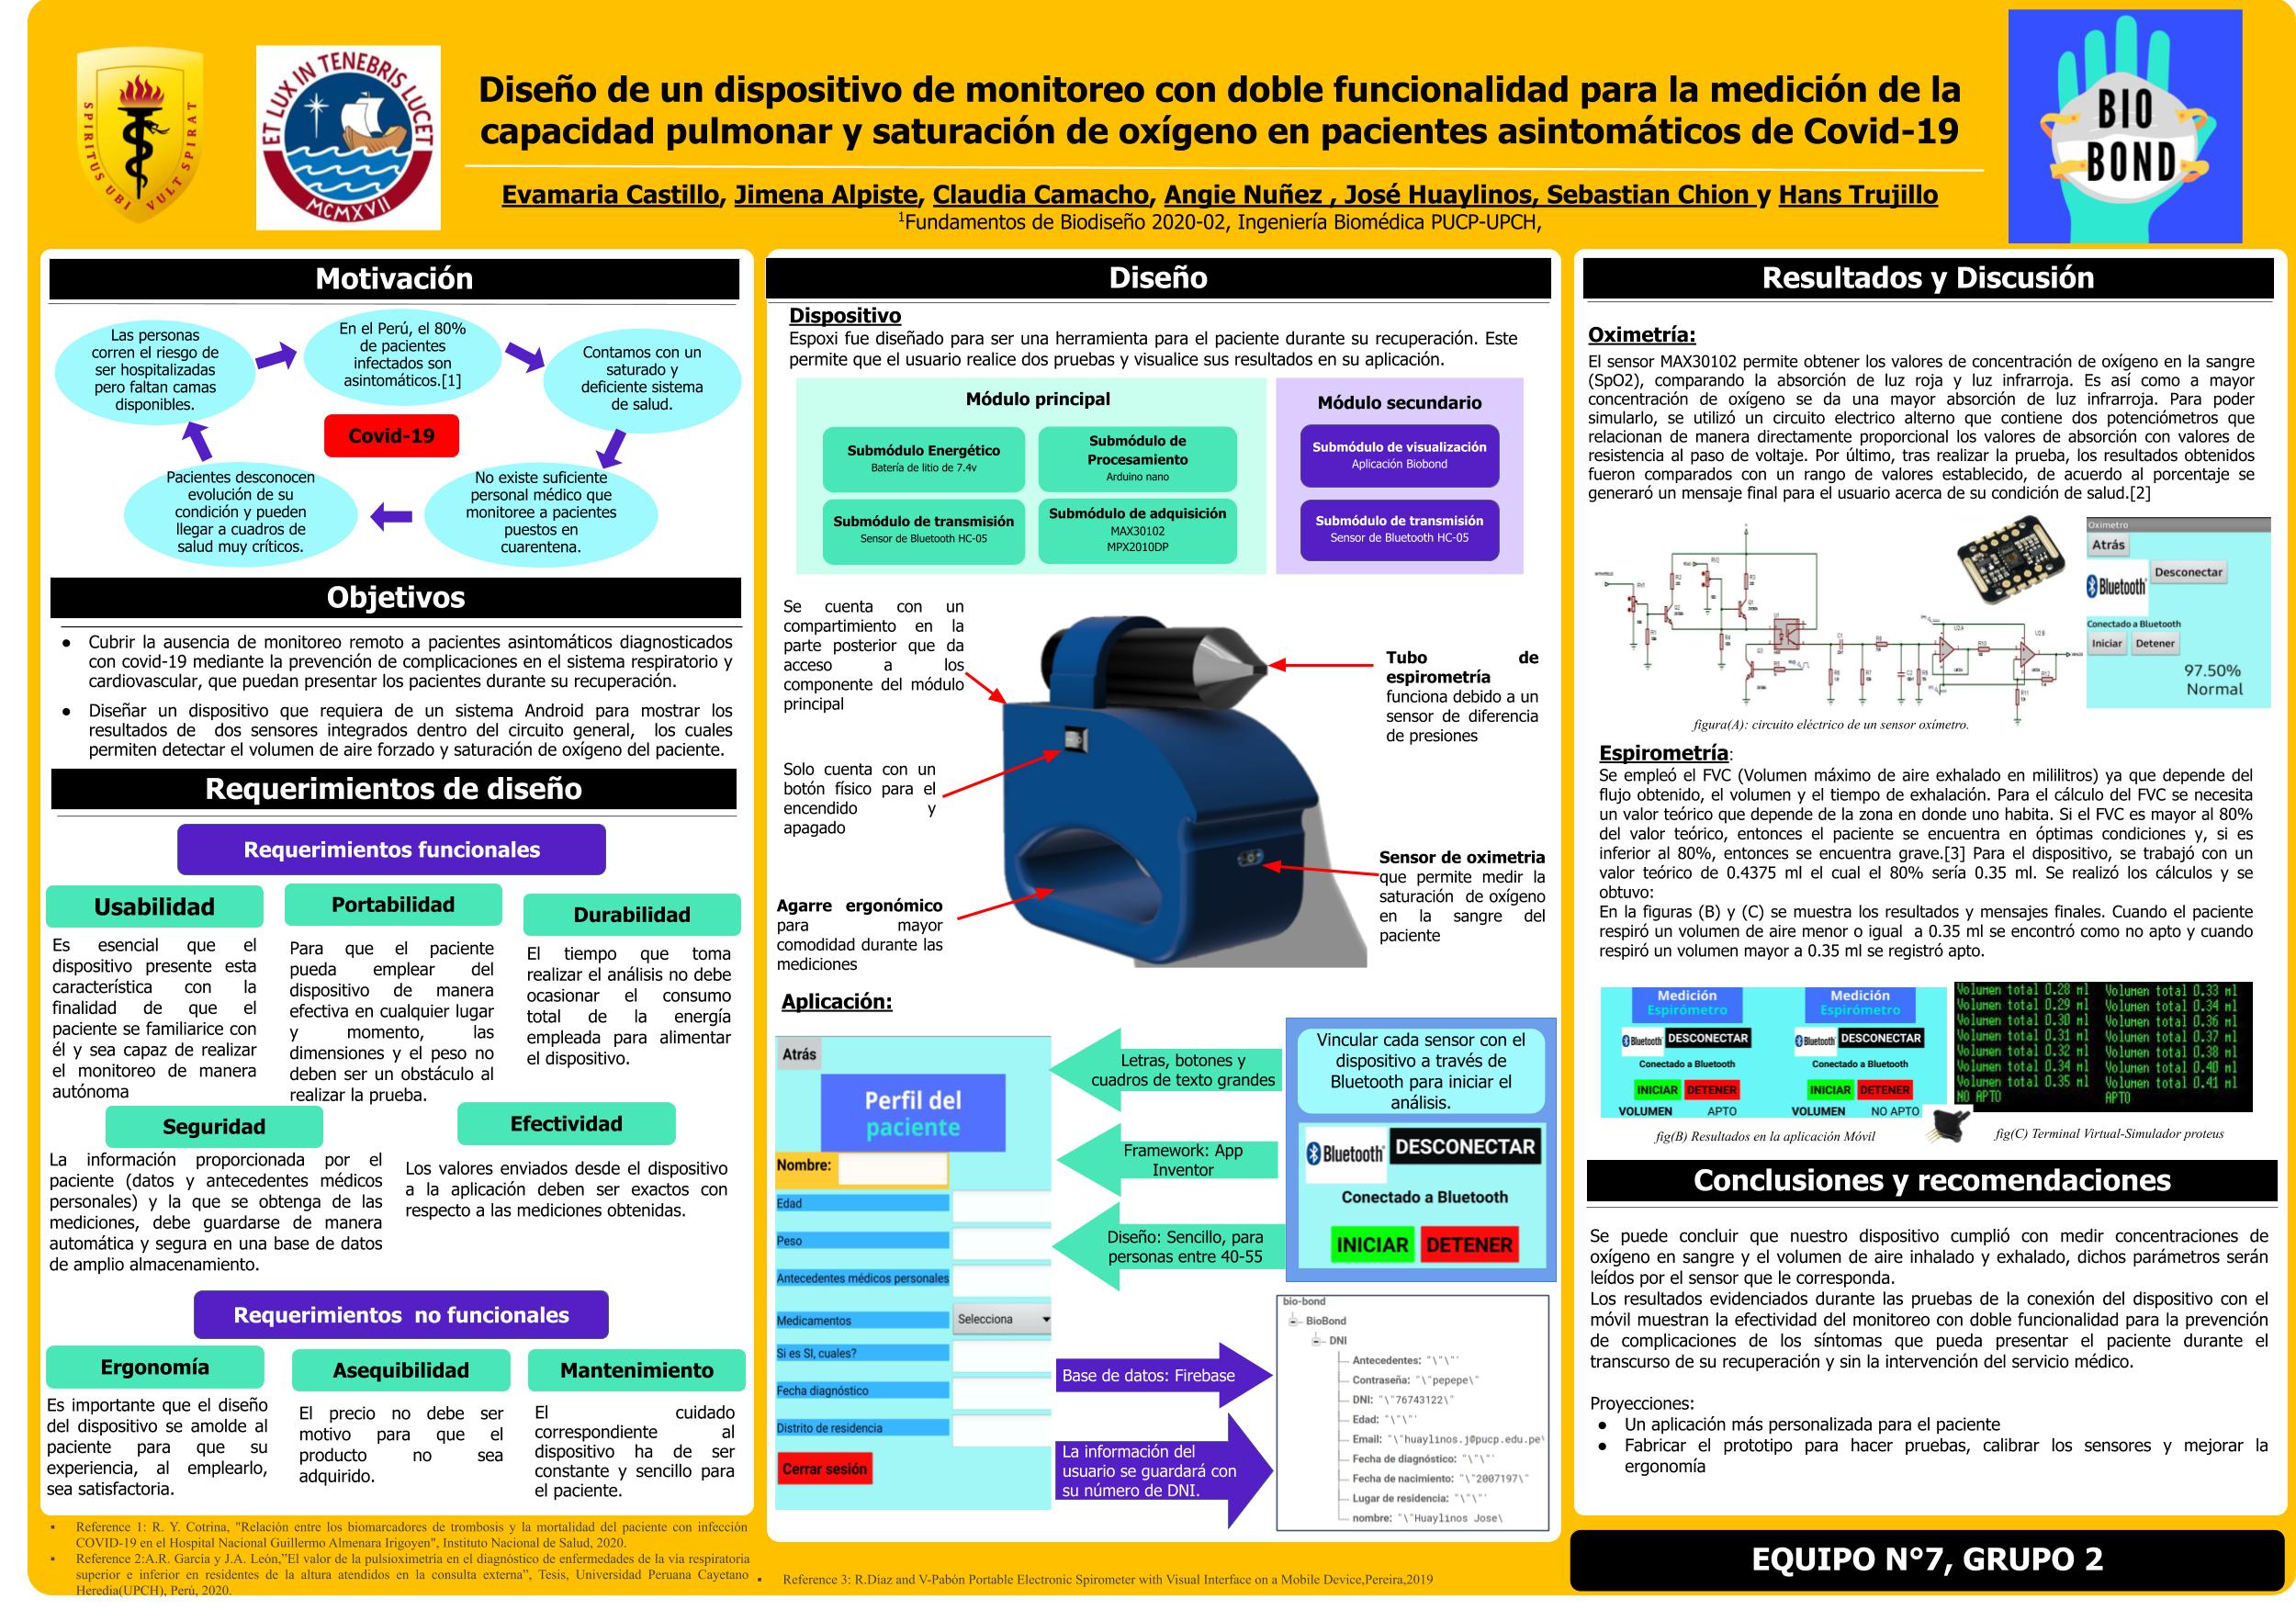 SPIRITUS UBI VULT SPIRAT
ET LUX IN TENEBRIS LUCET
MCMXVII
Diseño de un dispositivo de monitoreo con doble funcionalidad para la medición de la
capacidad pulmonar y saturación de oxígeno en pacientes asintomáticos de Covid-19
Evamaria Castillo, Jimena Alpiste, Claudia Camacho, Angie Nuñez , José Huaylinos, Sebastian Chion y Hans Trujillo
1Fundamentos de Biodiseño 2020-02, Ingeniería Biomédica PUCP-UPCH,
BIO
BOND
Motivación
Las personas
corren el riesgo de
ser hospitalizadas
pero faltan camas
disponibles.
En el Perú, el 80%
de pacientes
infectados son
asintomáticos.[1]
Contamos con un
saturado y
deficiente sistema
de salud.
Covid-19
Pacientes desconocen
evolución de su
condición y pueden
llegar a cuadros de
salud muy críticos.
No existe suficiente
personal médico que
monitoree a pacientes
puestos en
cuarentena.
Objetivos
● Cubrir la ausencia de monitoreo remoto a pacientes asintomáticos diagnosticados
con covid-19 mediante la prevención de complicaciones en el sistema respiratorio y
cardiovascular, que puedan presentar los pacientes durante su recuperación.
● Diseñar un dispositivo que requiera de un sistema Android para mostrar los
resultados de dos sensores integrados dentro del circuito general, los cuales
permiten detectar el volumen de aire forzado y saturación de oxígeno del paciente.
Requerimientos de diseño
Requerimientos funcionales
Usabilidad
Es esencial que el
dispositivo presente esta
característica con la
finalidad de que el
paciente se familiarice con
él y sea capaz de realizar
el monitoreo de manera
autónoma
Portabilidad
Para que el paciente
pueda emplear del
dispositivo de manera
efectiva en cualquier lugar
y momento, las
dimensiones y el peso no
deben ser un obstáculo al
realizar la prueba.
Durabilidad
El tiempo que toma
realizar el análisis no debe
ocasionar el consumo
total de la energía
empleada para alimentar
el dispositivo.
Seguridad
La información proporcionada por el
paciente (datos y antecedentes médicos
personales) y la que se obtenga de las
mediciones, debe guardarse de manera
automática y segura en una base de datos
de amplio almacenamiento.
Efectividad
Los valores enviados desde el dispositivo
a la aplicación deben ser exactos con
respecto a las mediciones obtenidas.
Requerimientos no funcionales
Ergonomía
Es importante que el diseño
del dispositivo se amolde al
paciente para que su
experiencia, al emplearlo,
sea satisfactoria.
Asequibilidad
El precio no debe ser
motivo para que el
producto no sea
adquirido.
Mantenimiento
El cuidado
correspondiente al
dispositivo ha de ser
constante y sencillo para
el paciente.
Diseño
Dispositivo
Espoxi fue diseñado para ser una herramienta para el paciente durante su recuperación. Este
permite que el usuario realice dos pruebas y visualice sus resultados en su aplicación.
Módulo principal
Submódulo Energético
Batería de litio de 7.4v
Submódulo de
Procesamiento
Arduino nano
Submódulo de transmisión
Sensor de Bluetooth HC-05
Submódulo de adquisición
MAX30102
MPX2010DP
Módulo secundario
Submódulo de visualización
Aplicación Biobond
Submódulo de transmisión
Sensor de Bluetooth HC-05
Se cuenta con un
compartimiento en la
parte posterior que da
acceso a los
componente del módulo
principal
Solo cuenta con un
botón físico para el
encendido y
apagado
Agarre ergonómico
para mayor
comodidad durante las
mediciones
Tubo de
espirometría
funciona debido a un
sensor de diferencia
de presiones
Sensor de oximetria
que permite medir la
saturación de oxígeno
en la sangre del
paciente
Aplicación:
Atrás
Perfil del
paciente
Nombre:
Edad
Peso
Antecedentes médicos personales
Medicamentos
Selecciona
Si es SI, cuales?
Fecha diagnóstico
Distrito de residencia
Cerrar sesión
Letras, botones y
cuadros de texto grandes
Framework: App
Inventor
Diseño: Sencillo, para
personas entre 40-55
Base de datos: Firebase
La información del
usuario se guardará con
su número de DNI.
Vincular cada sensor con el
dispositivo a través de
Bluetooth para iniciar el
análisis.
Bluetooth DESCONECTAR
Conectado a Bluetooth
INICIAR DETENER
bio-bond
BioBond
DNI
Antecedentes: "\"\"'
Contraseña: "\"pepepe\"
DNI: "\"76743122\"
Edad: "\"\"'
Email: "\"huaylinos.j@pucp.edu.pe\
Fecha de diagnóstico: "\"\"'
Fecha de nacimiento: "\"2007197\"
Lugar de residencia: "\"\"'
nombre: "\"Huaylinos Jose\
Resultados y Discusión
Oximetría:
El sensor MAX30102 permite obtener los valores de concentración de oxígeno en la sangre
(SpO2), comparando la absorción de luz roja y luz infrarroja. Es así como a mayor
concentración de oxígeno se da una mayor absorción de luz infrarroja. Para poder
simularlo, se utilizó un circuito electrico alterno que contiene dos potenciómetros que
relacionan de manera directamente proporcional los valores de absorción con valores de
resistencia al paso de voltaje. Por último, tras realizar la prueba, los resultados obtenidos
fueron comparados con un rango de valores establecido, de acuerdo al porcentaje se
generaró un mensaje final para el usuario acerca de su condición de salud.[2]
Oximetro
Atrás
Bluetooth
Desconectar
Conectado a Bluetooth
Iniciar Detener
97.50%
Normal
figura(A): circuito eléctrico de un sensor oxímetro.
Espirometría:
Se empleó el FVC (Volumen máximo de aire exhalado en mililitros) ya que depende del
flujo obtenido, el volumen y el tiempo de exhalación. Para el cálculo del FVC se necesita
un valor teórico que depende de la zona en donde uno habita. Si el FVC es mayor al 80%
del valor teórico, entonces el paciente se encuentra en óptimas condiciones y, si es
inferior al 80%, entonces se encuentra grave.[3] Para el dispositivo, se trabajó con un
valor teórico de 0.4375 ml el cual el 80% sería 0.35 ml. Se realizó los cálculos y se
obtuvo:
En la figuras (B) y (C) se muestra los resultados y mensajes finales. Cuando el paciente
respiró un volumen de aire menor o igual a 0.35 ml se encontró como no apto y cuando
respiró un volumen mayor a 0.35 ml se registró apto.
Medición
Espirómetro
Bluetooth DESCONECTAR
Conectado a Bluetooth
INICIAR DETENER
VOLUMEN APTO
Medición
Espirómetro
Bluetooth DESCONECTAR
Conectado a Bluetooth
INICIAR DETENER
VOLUMEN NO APTO
Volumen total 0.28 ml
Volumen total 0.29 ml
Volumen total 0.30 ml
Volumen total 0.31 ml
Volumen total 0.32 ml
Volumen total 0.34 ml
Volumen total 0.35 ml
NO APTO
Volumen total 0.33 ml
Volumen total 0.34 ml
Volumen total 0.36 ml
Volumen total 0.37 ml
Volumen total 0.38 ml
Volumen total 0.40 ml
Volumen total 0.41 ml
APTO
fig(B) Resultados en la aplicación Móvil
fig(C) Terminal Virtual-Simulador proteus
Conclusiones y recomendaciones
Se puede concluir que nuestro dispositivo cumplió con medir concentraciones de
oxígeno en sangre y el volumen de aire inhalado y exhalado, dichos parámetros serán
leídos por el sensor que le corresponda.
Los resultados evidenciados durante las pruebas de la conexión del dispositivo con el
móvil muestran la efectividad del monitoreo con doble funcionalidad para la prevención
de complicaciones de los síntomas que pueda presentar el paciente durante el
transcurso de su recuperación y sin la intervención del servicio médico.
Proyecciones:
● Un aplicación más personalizada para el paciente
● Fabricar el prototipo para hacer pruebas, calibrar los sensores y mejorar la
ergonomía
▪ Reference 1: R. Y. Cotrina, "Relación entre los biomarcadores de trombosis y la mortalidad del paciente con infección
COVID-19 en el Hospital Nacional Guillermo Almenara Irigoyen", Instituto Nacional de Salud, 2020.
▪ Reference 2:A.R. García y J.A. Leòn,”El valor de la pulsioximetria en el diagnóstico de enfermedades de la vía respiratoria
superior e inferior en residentes de la altura atendidos en la consulta externa”, Tesis, Universidad Peruana Cayetano
Heredia(UPCH), Perú, 2020.
▪ Reference 3: R.Diaz and V-Pabón Portable Electronic Spirometer with Visual Interface on a Mobile Device,Pereira,2019
EQUIPO N°7, GRUPO 2